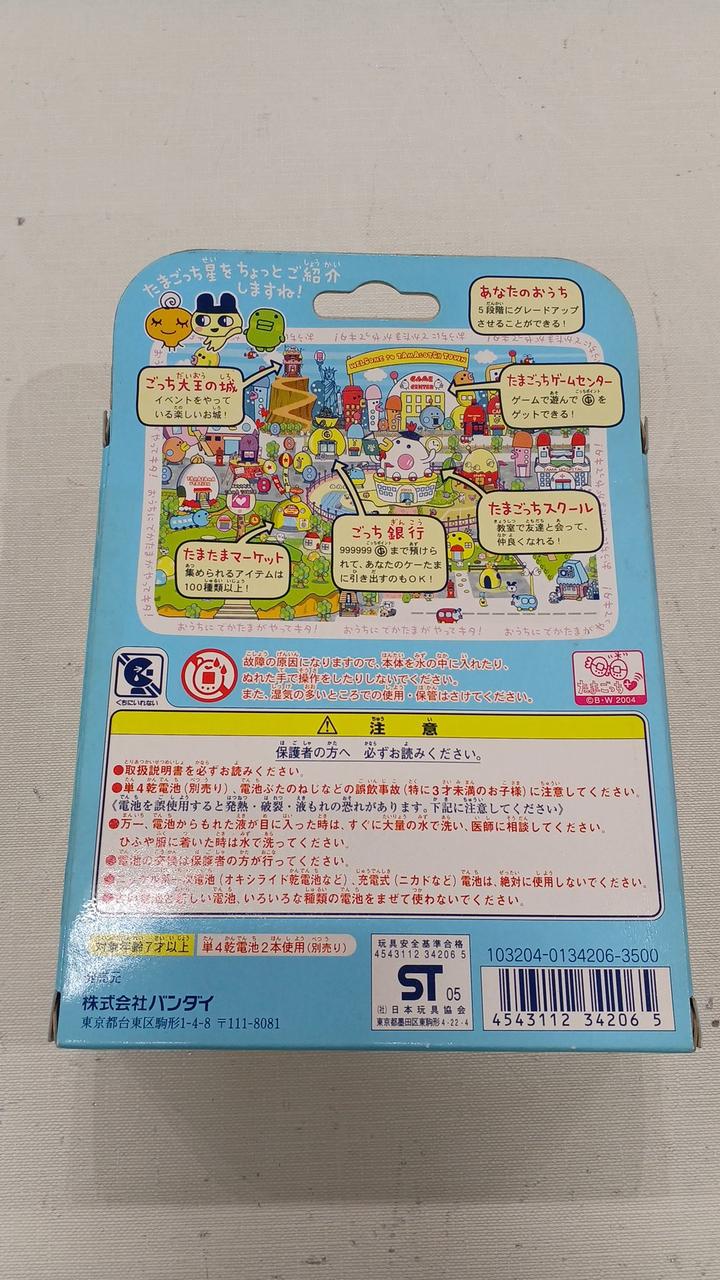 たまごっち星をちょっとご紹介
しますね!
あなたのおうち
5段階にグレードアップ
させることができる!
WELCOME to TAMAGOTCHI TOWN
GAME
CENTER
ごっち大王の城
イベントをやって
いる楽しいお城!
たまごっちゲームセンター
ゲームで遊んでGを
ゲットできる!
たまごっちスクール
教室で友達と会って、
仲良くなれる!
ごっち銀行
999999Gまで預けら
れて、あなたのケーたま
に引き出すのもOK!
たまたまマーケット
集められるアイテムは
100種類以上!
おうちに でかたまが やってキタ!
くちにいれない
故障の原因になりますので、本体を水の中に入れたり、
ぬれた手で操作をしたりしないでください。
また、湿気の多いところでの使用・保管はさけてください。
たまごっち
©B・W 2004
⚠ 注意
保護者の方へ 必ずお読みください。
●取扱説明書を必ずお読みください。
●単4乾電池(別売り)、電池ぶたのねじなどの誤飲事故(特に3才未満のお子様)に注意してください。
《電池を誤使用すると発熱・破裂・液もれの恐れがあります。下記に注意してください》
●万一、電池からもれた液が目に入った時は、すぐに大量の水で洗い、医師に相談してください。
ひふや服に着いた時は水で洗ってください。
●電池の交換は保護者の方が行ってください。
●ニッケル系一次電池(オキシライド乾電池など)、充電式(ニカドなど)電池は、絶対に使用しないでください。
●古い電池と新しい電池、いろいろな種類の電池をまぜて使わないでください。
対象年齢7才以上
単4乾電池2本使用(別売り)
発売元
株式会社バンダイ
東京都台東区駒形1-4-8 〒111-8081
玩具安全基準合格
4543112 34206 5
ST 05
(社)日本玩具協会
東京都墨田区東駒形4-22-4
103204-0134206-3500
4543112 34206 5